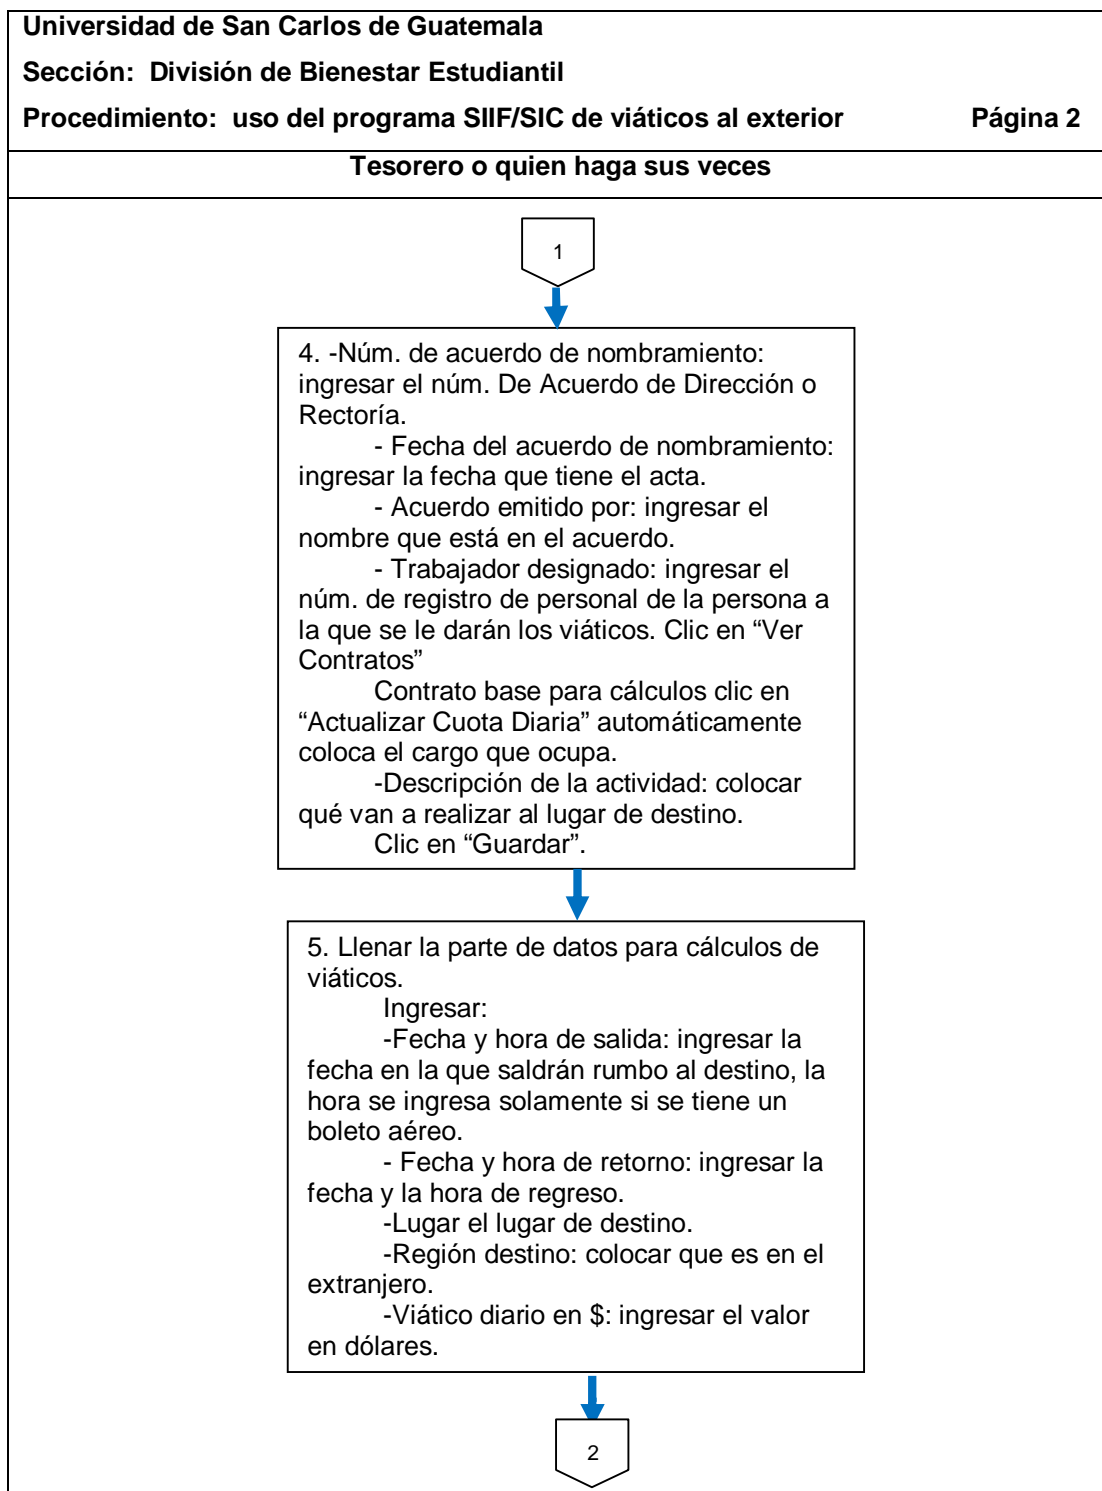 Universidad de San Carlos de Guatemala
Sección:  División de Bienestar Estudiantil
Procedimiento:  uso del programa SIIF/SIC de viáticos al exterior Página 2
Tesorero o quien haga sus veces
1
4. -Núm. de acuerdo de nombramiento:
ingresar el núm. De Acuerdo de Dirección o
Rectoría.
- Fecha del acuerdo de nombramiento:
ingresar la fecha que tiene el acta.
- Acuerdo emitido por: ingresar el
nombre que está en el acuerdo.
- Trabajador designado: ingresar el
núm. de registro de personal de la persona a
la que se le darán los viáticos. Clic en “Ver
Contratos”
Contrato base para cálculos clic en
“Actualizar Cuota Diaria” automáticamente
coloca el cargo que ocupa.
-Descripción de la actividad: colocar
qué van a realizar al lugar de destino.
Clic en “Guardar”.
5. Llenar la parte de datos para cálculos de
viáticos.
Ingresar:
-Fecha y hora de salida: ingresar la
fecha en la que saldrán rumbo al destino, la
hora se ingresa solamente si se tiene un
boleto aéreo.
- Fecha y hora de retorno: ingresar la
fecha y la hora de regreso.
-Lugar el lugar de destino.
-Región destino: colocar que es en el
extranjero.
-Viático diario en $: ingresar el valor
en dólares.
2